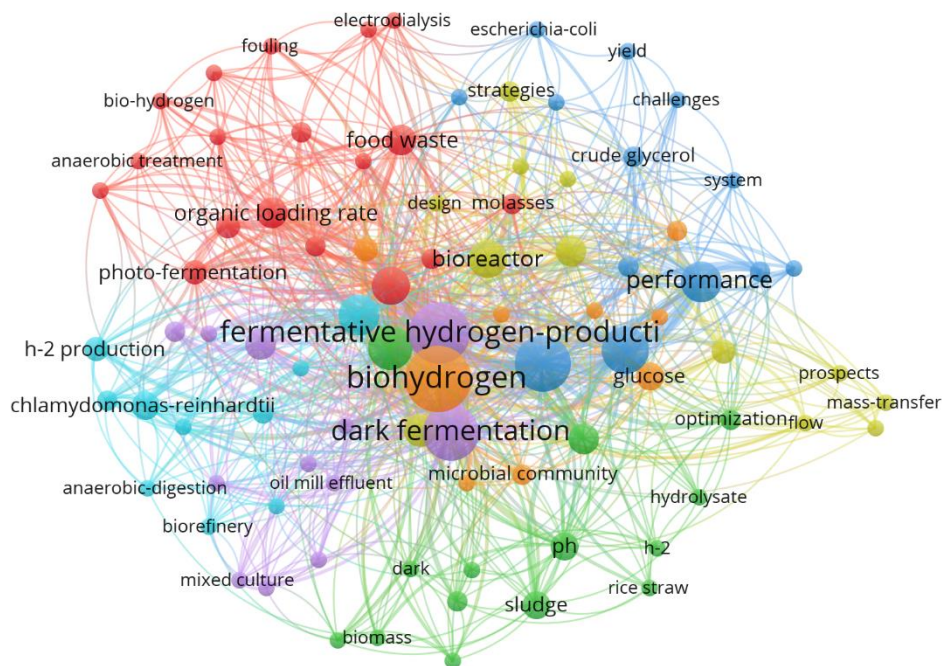 electrodialysis
escherichia-coli
fouling
yield
strategies
bio-hydrogen
challenges
food waste
anaerobic treatment
crude glycerol
system
design
molasses
organic loading rate
bioreactor
photo-fermentation
performance
fermentative hydrogen-producti
h-2 production
biohydrogen
glucose
prospects
chlamydomonas-reinhardtii
mass-transfer
optimization
flow
dark fermentation
microbial community
oil mill effluent
anaerobic-digestion
hydrolysate
biorefinery
ph
h-2
dark
mixed culture
rice straw
sludge
biomass